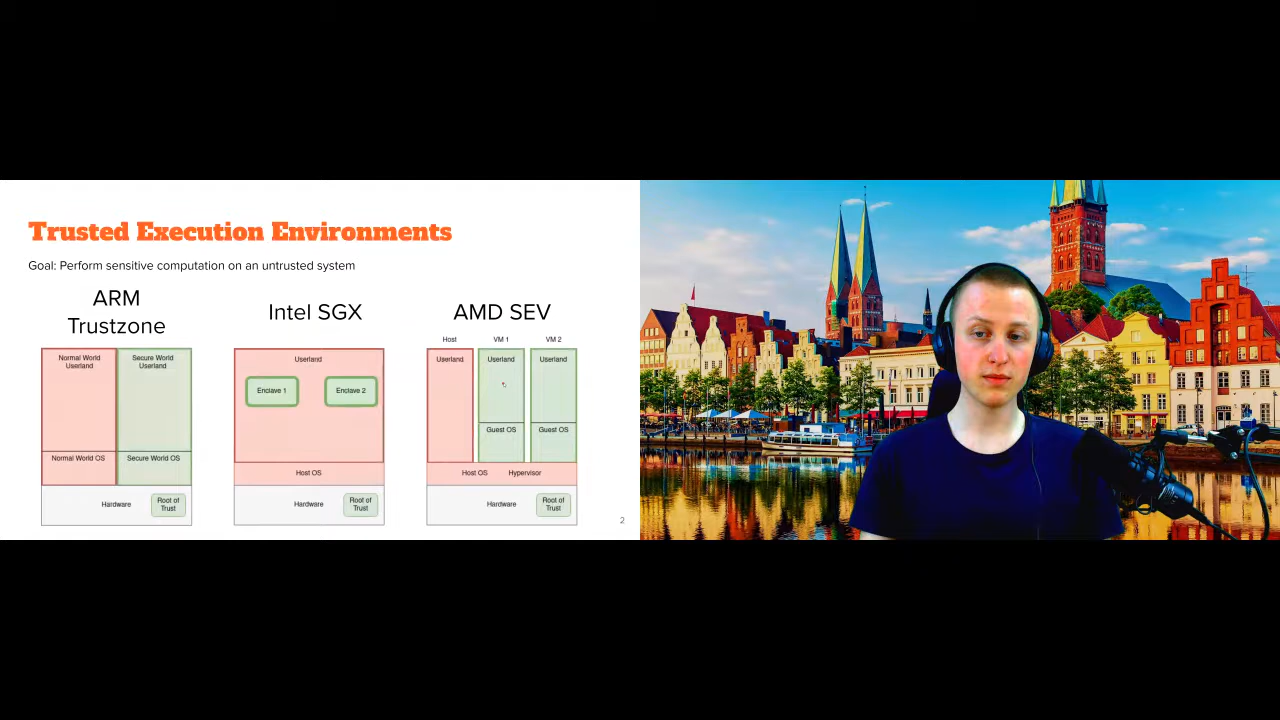 Trusted Execution Environments
Goal: Perform sensitive computation on an untrusted system
ARM
Trustzone
Normal World
Userland
Secure World
Userland
Normal World OS
Secure World OS
Hardware
Root of
Trust
Intel SGX
Userland
Enclave 1
Enclave 2
Host OS
Hardware
Root of
Trust
AMD SEV
Host
VM 1
VM 2
Userland
Userland
Userland
Guest OS
Guest OS
Host OS
Hypervisor
Hardware
Root of
Trust
2